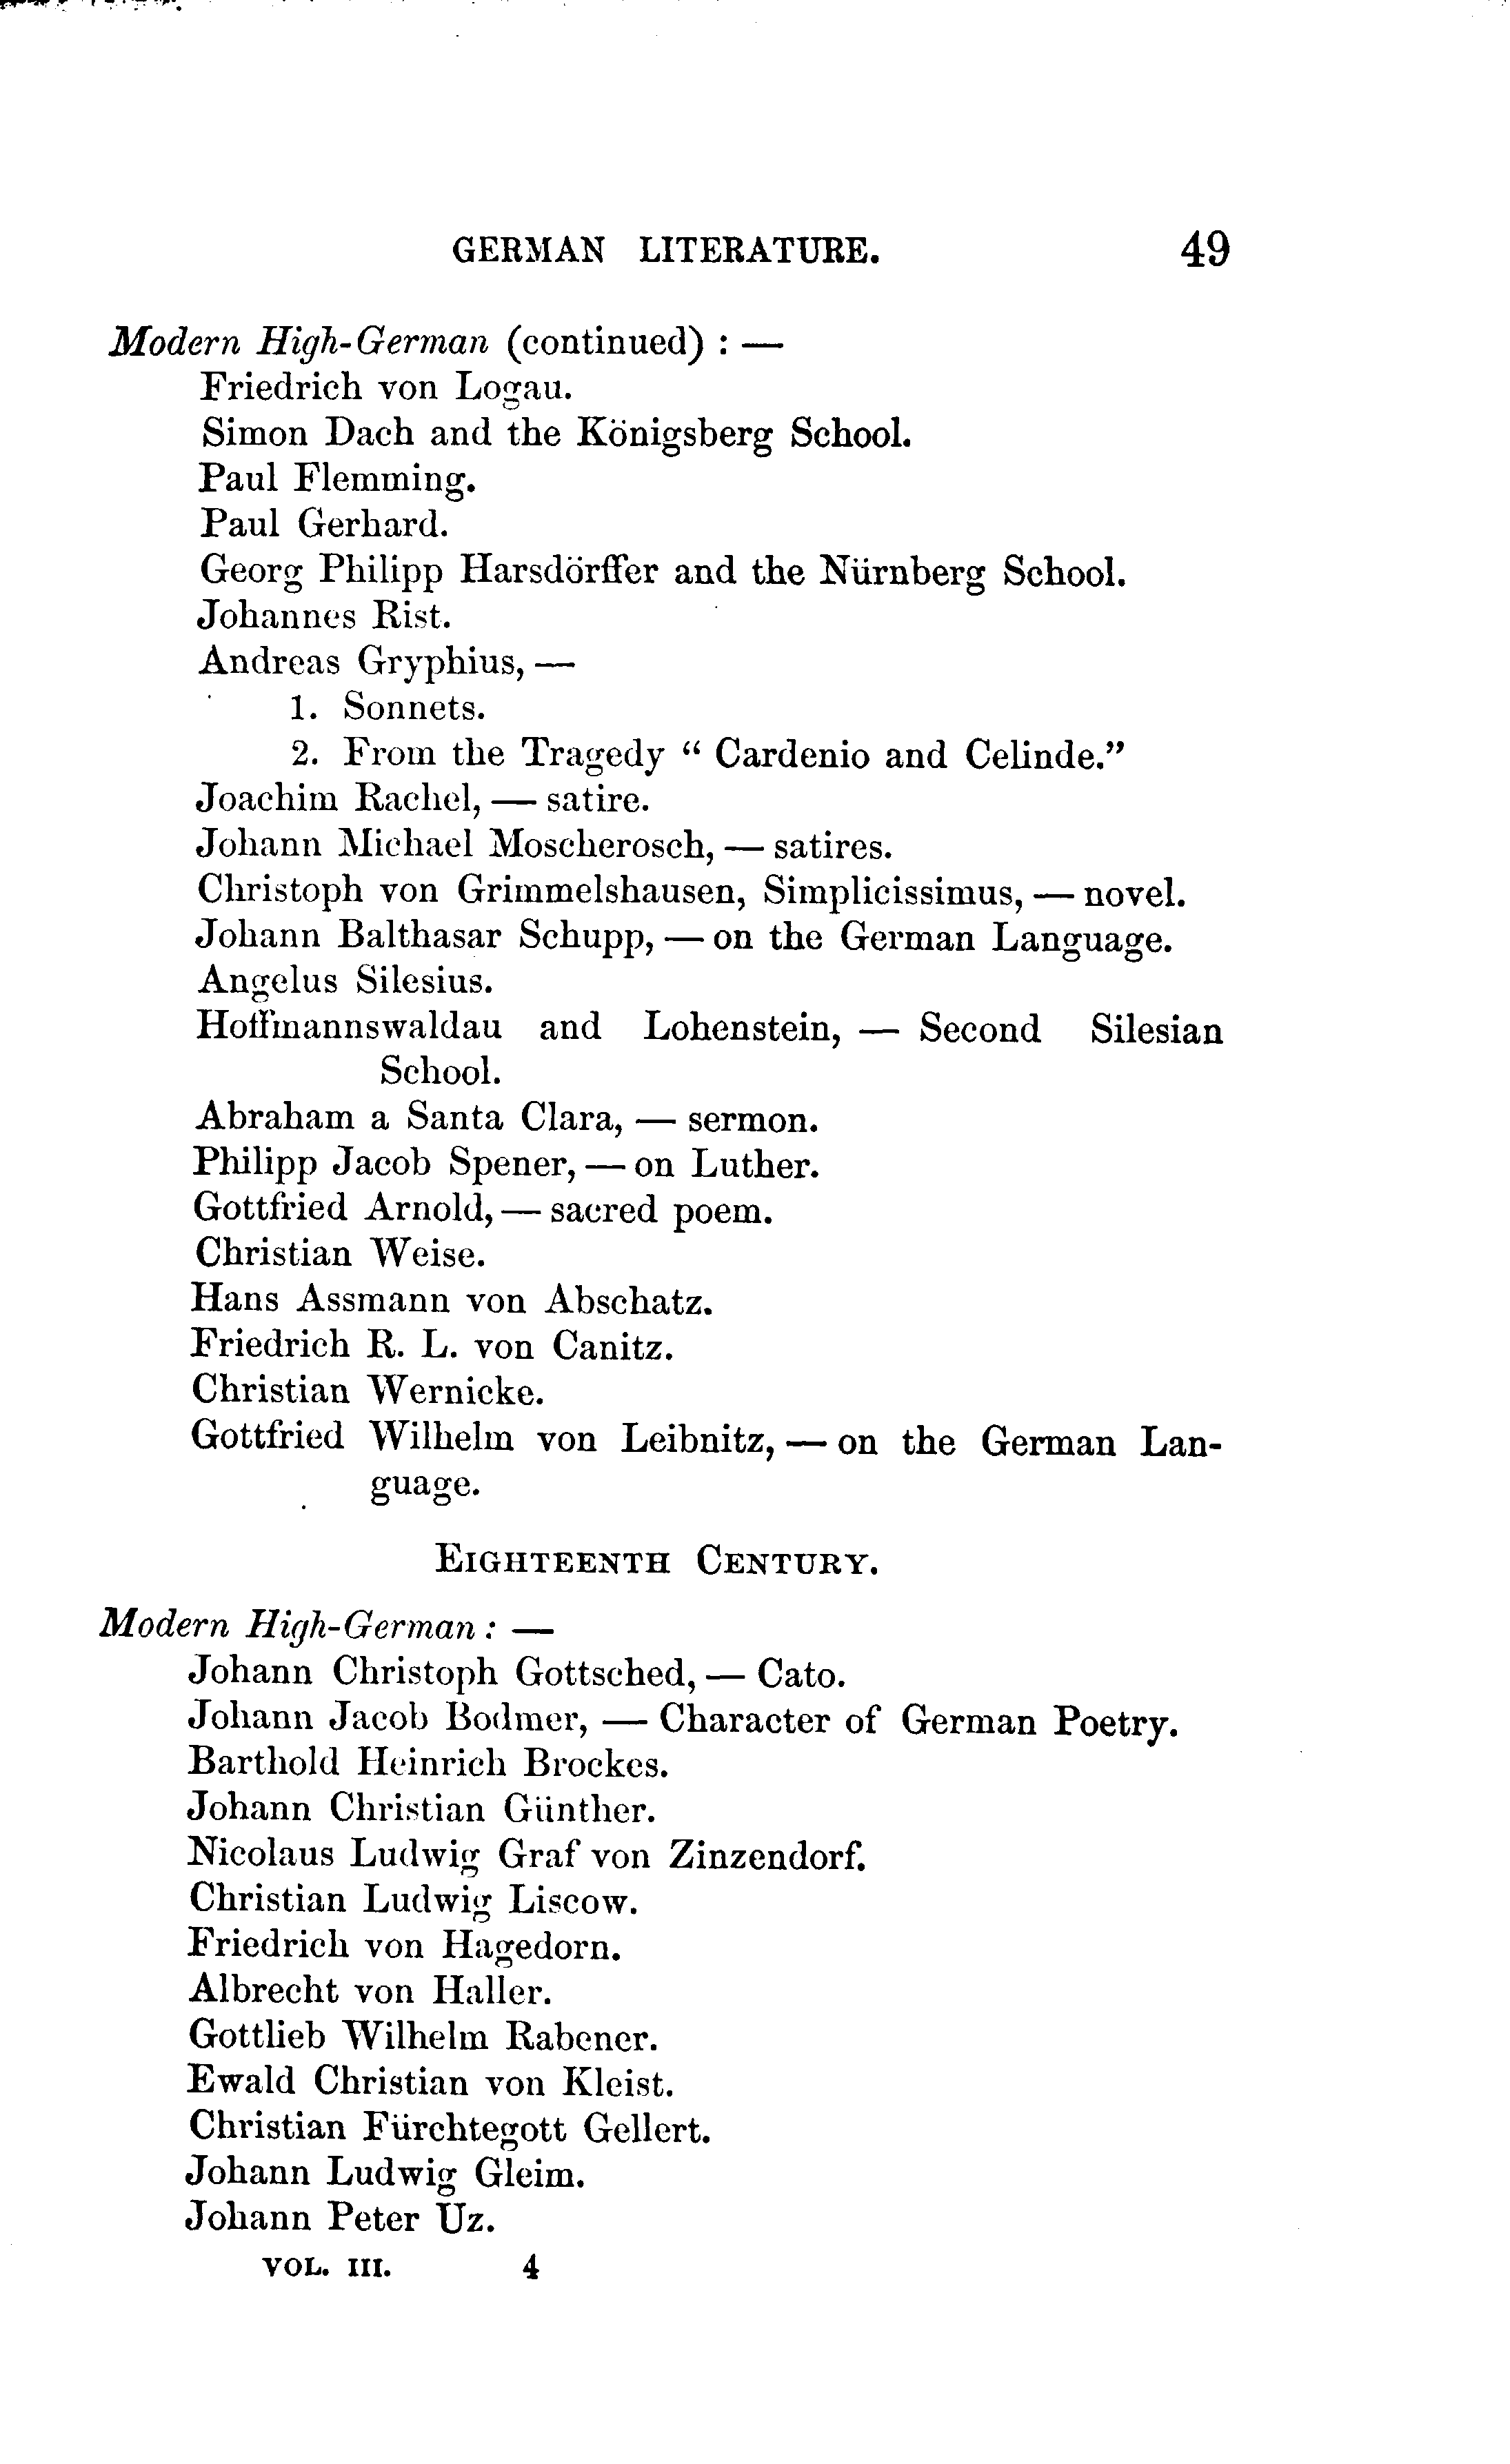 GERMAN LITERATURE. 49
Modern High-German (continued) : —
Friedrich von Logau.
Simon Dach and the Königsberg School.
Paul Flemming.
Paul Gerhard.
Georg Philipp Harsdörffer and the Nürnberg School.
Johannes Rist.
Andreas Gryphius, —
1. Sonnets.
2. From the Tragedy “ Cardenio and Celinde.”
Joachim Rachel, — satire.
Johann Michael Moscherosch, — satires.
Christoph von Grimmelshausen, Simplicissimus, — novel.
Johann Balthasar Schupp, — on the German Language.
Angelus Silesius.
Hoffmannswaldau and Lohenstein, — Second Silesian
School.
Abraham a Santa Clara, — sermon.
Philipp Jacob Spener, — on Luther.
Gottfried Arnold, — sacred poem.
Christian Weise.
Hans Assmann von Abschatz.
Friedrich R. L. von Canitz.
Christian Wernicke.
Gottfried Wilhelm von Leibnitz, — on the German Lan-
guage.
EIGHTEENTH CENTURY.
Modern High-German : —
Johann Christoph Gottsched, — Cato.
Johann Jacob Bodmer, — Character of German Poetry.
Barthold Heinrich Brockes.
Johann Christian Günther.
Nicolaus Ludwig Graf von Zinzendorf.
Christian Ludwig Liscow.
Friedrich von Hagedorn.
Albrecht von Haller.
Gottlieb Wilhelm Rabener.
Ewald Christian von Kleist.
Christian Fürchtegott Gellert.
Johann Ludwig Gleim.
Johann Peter Uz.
VOL. III. 4